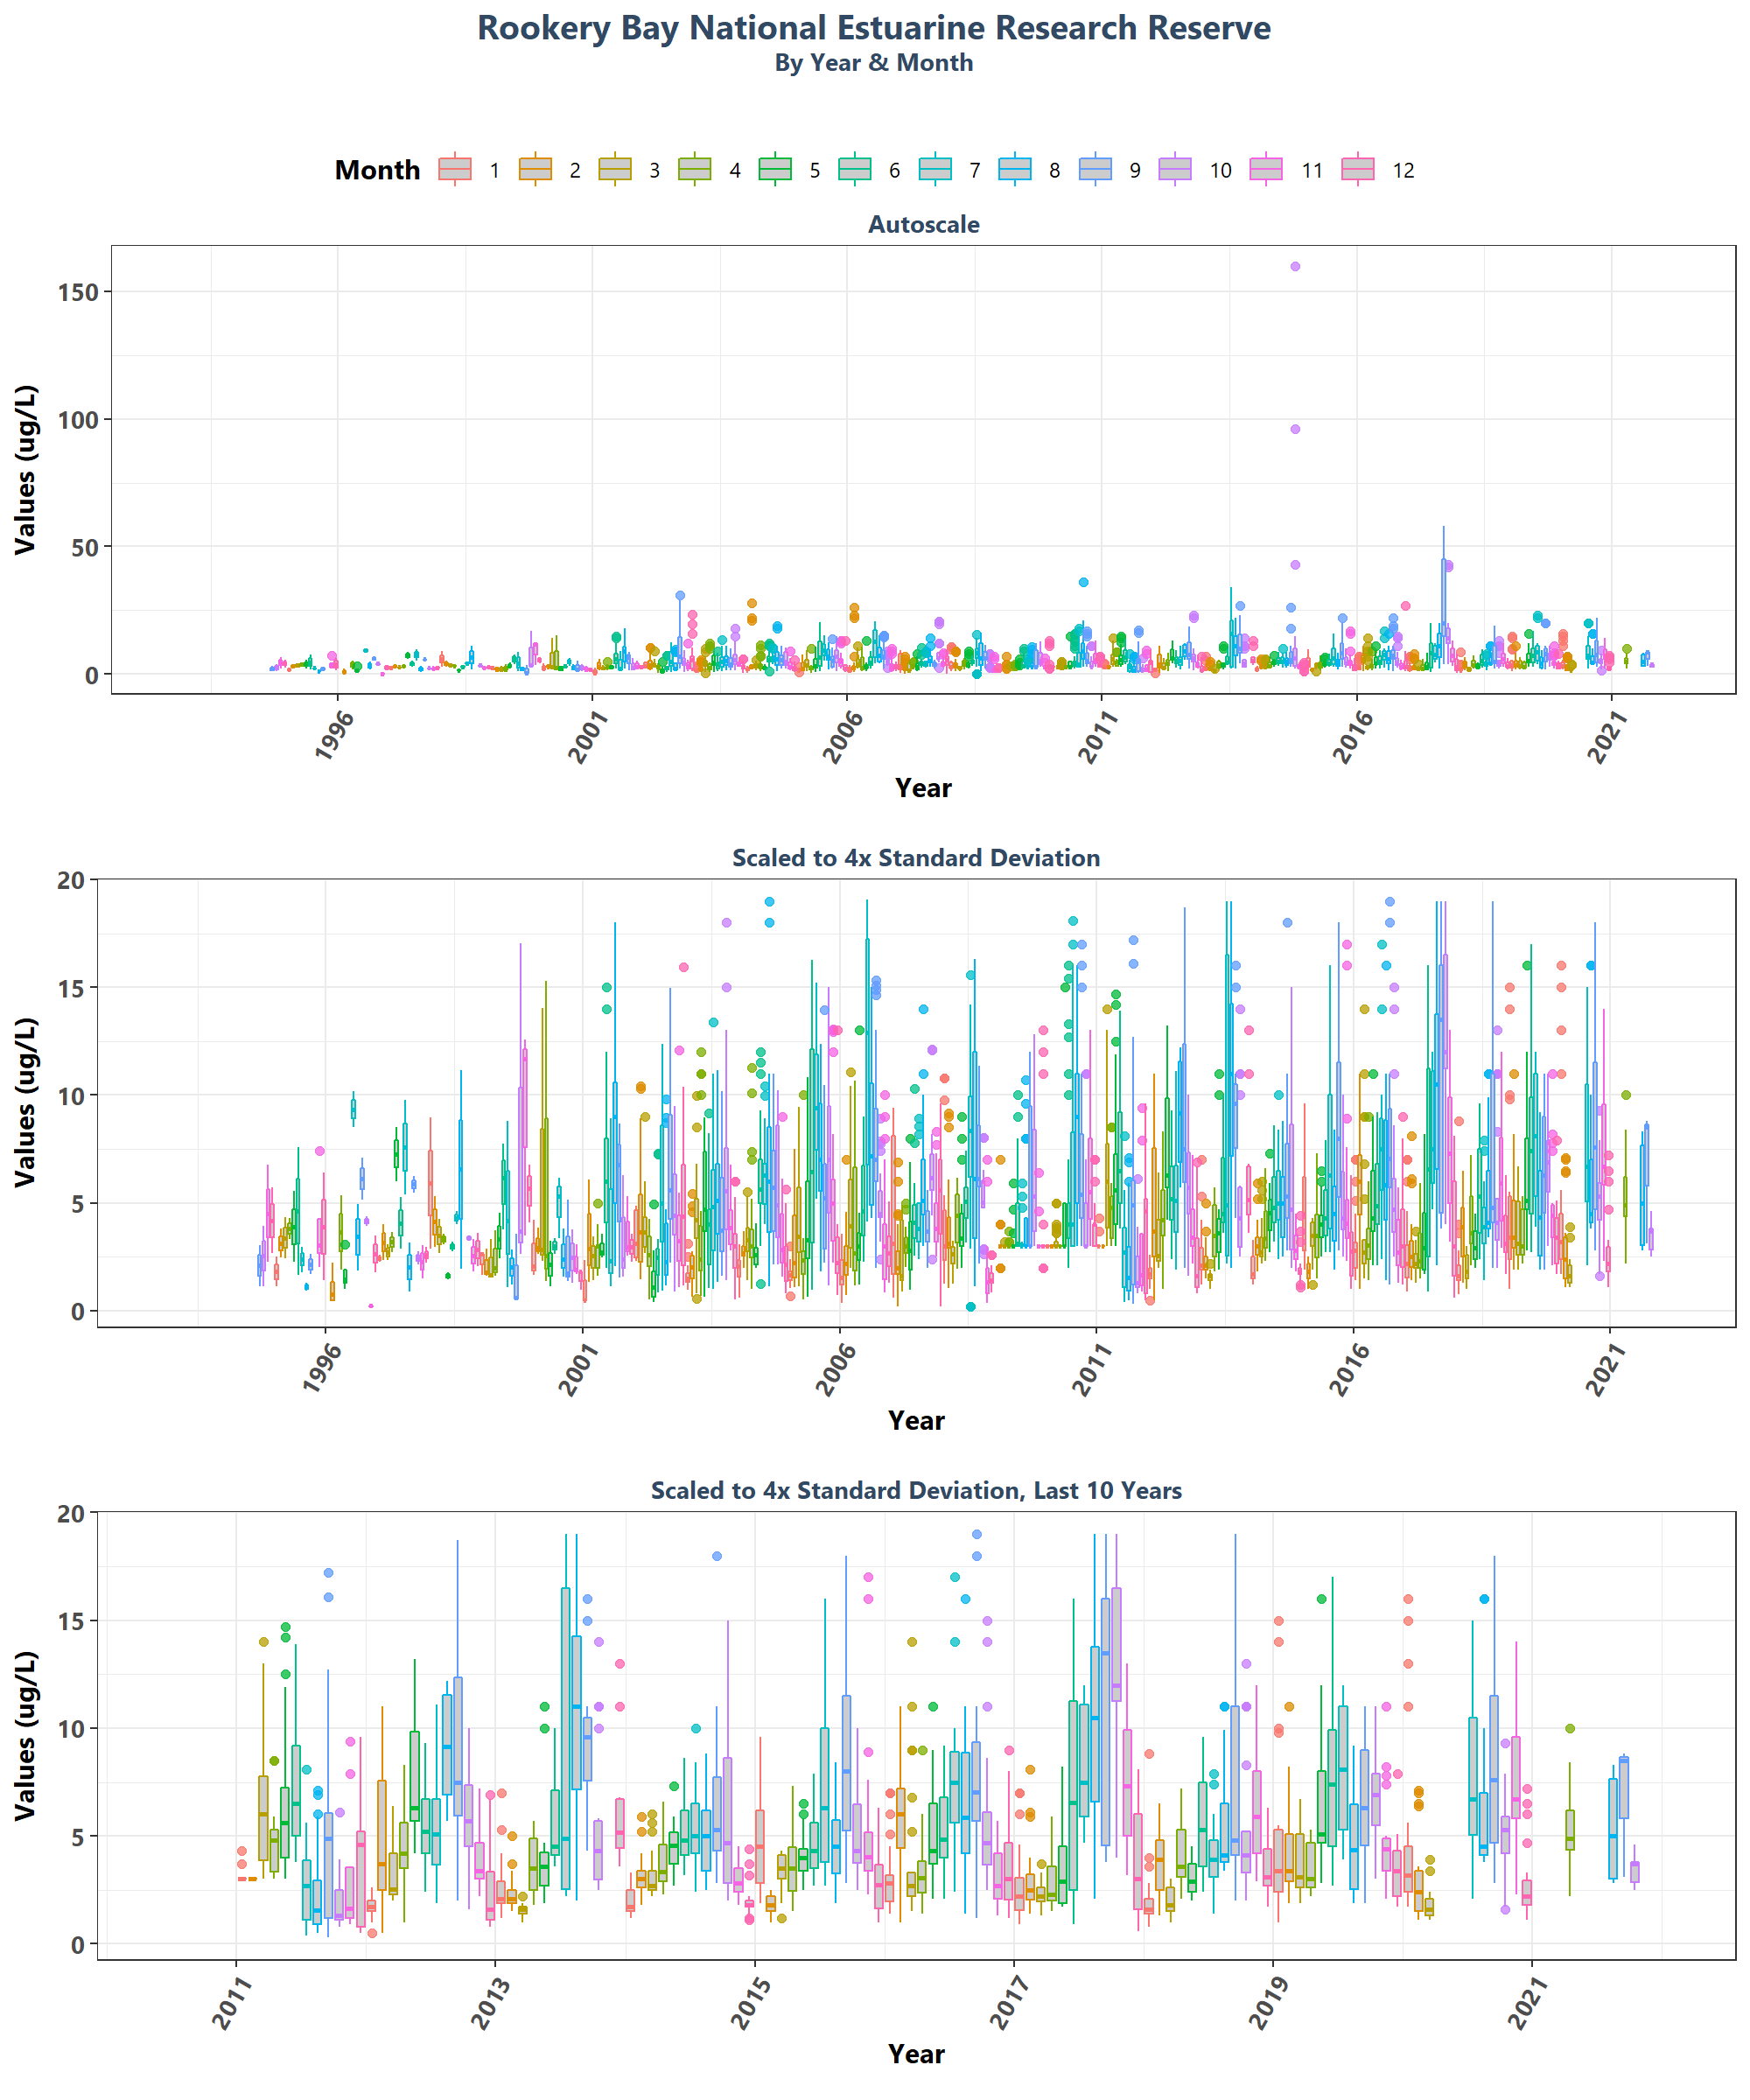 Rookery Bay National Estuarine Research Reserve
By Year & Month
Month 1 2 3 4 5 6 7 8 9 10 11 12
Autoscale
Values (ug/L)
150
100
50
0
1996 2001 2006 2011 2016 2021
Year
Scaled to 4x Standard Deviation
Values (ug/L)
20
15
10
5
0
1996 2001 2006 2011 2016 2021
Year
Scaled to 4x Standard Deviation, Last 10 Years
Values (ug/L)
20
15
10
5
0
2011 2013 2015 2017 2019 2021
Year